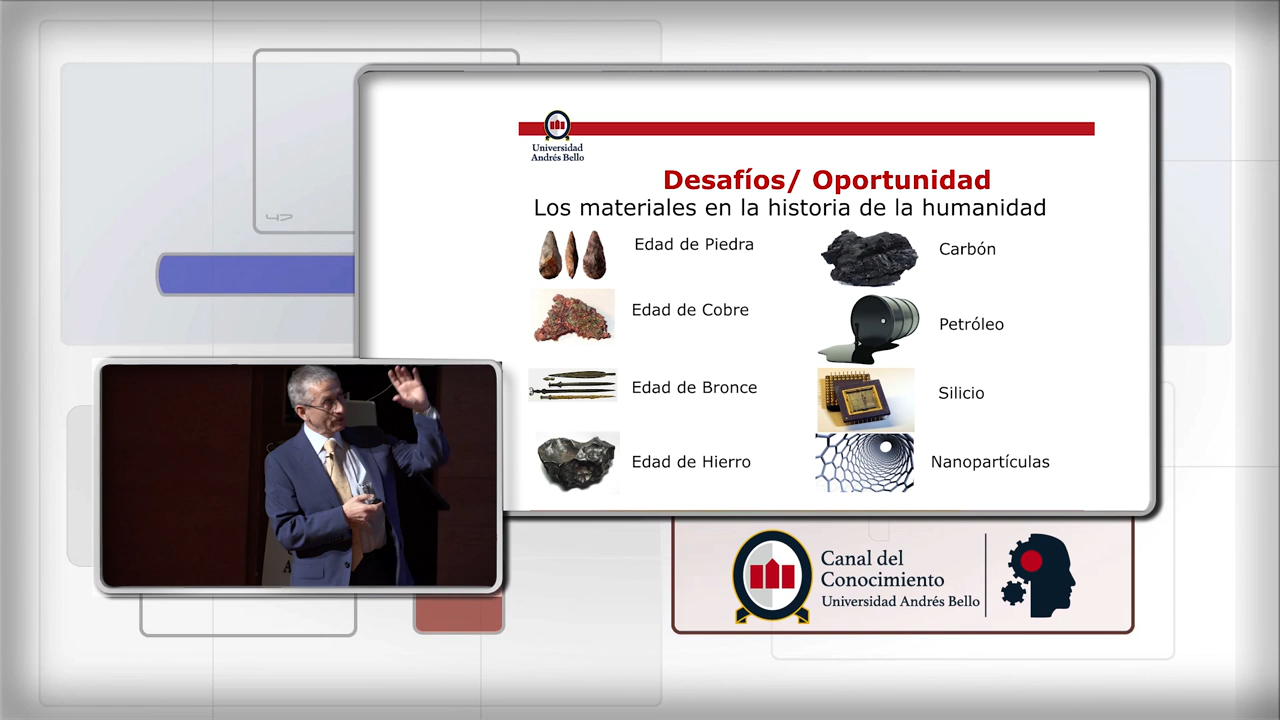 Universidad
Andrés Bello
Desafíos/ Oportunidad
Los materiales en la historia de la humanidad
Edad de Piedra
Carbón
Edad de Cobre
Petróleo
Edad de Bronce
Silicio
Edad de Hierro
Nanopartículas
Canal del
Conocimiento
Universidad Andrés Bello